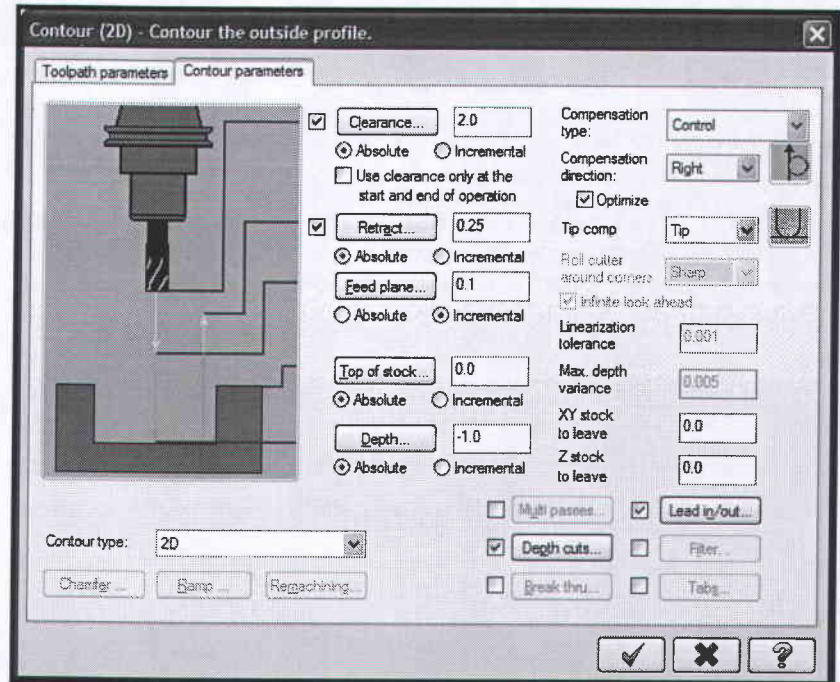 Contour (2D) - Contour the outside profile.
Toolpath parameters
Contour parameters
Clearance...
2.0
Absolute
Incremental
Use clearance only at the
start and end of operation
Retract...
0.25
Absolute
Incremental
Feed plane...
0.1
Absolute
Incremental
Top of stock...
0.0
Absolute
Incremental
Depth...
-1.0
Absolute
Incremental
Compensation
type:
Control
Compensation
direction:
Right
Optimize
Tip comp
Tip
Roll cutter
around corners
Sharp
Infinite look ahead
Linearization
tolerance
0.001
Max. depth
variance
0.005
XY stock
to leave
0.0
Z stock
to leave
0.0
Contour type:
2D
Chamfer ...
Ramp ...
Remachining...
Multi passes...
Lead in/out...
Depth cuts...
Filter...
Break thru...
Tabs...
?